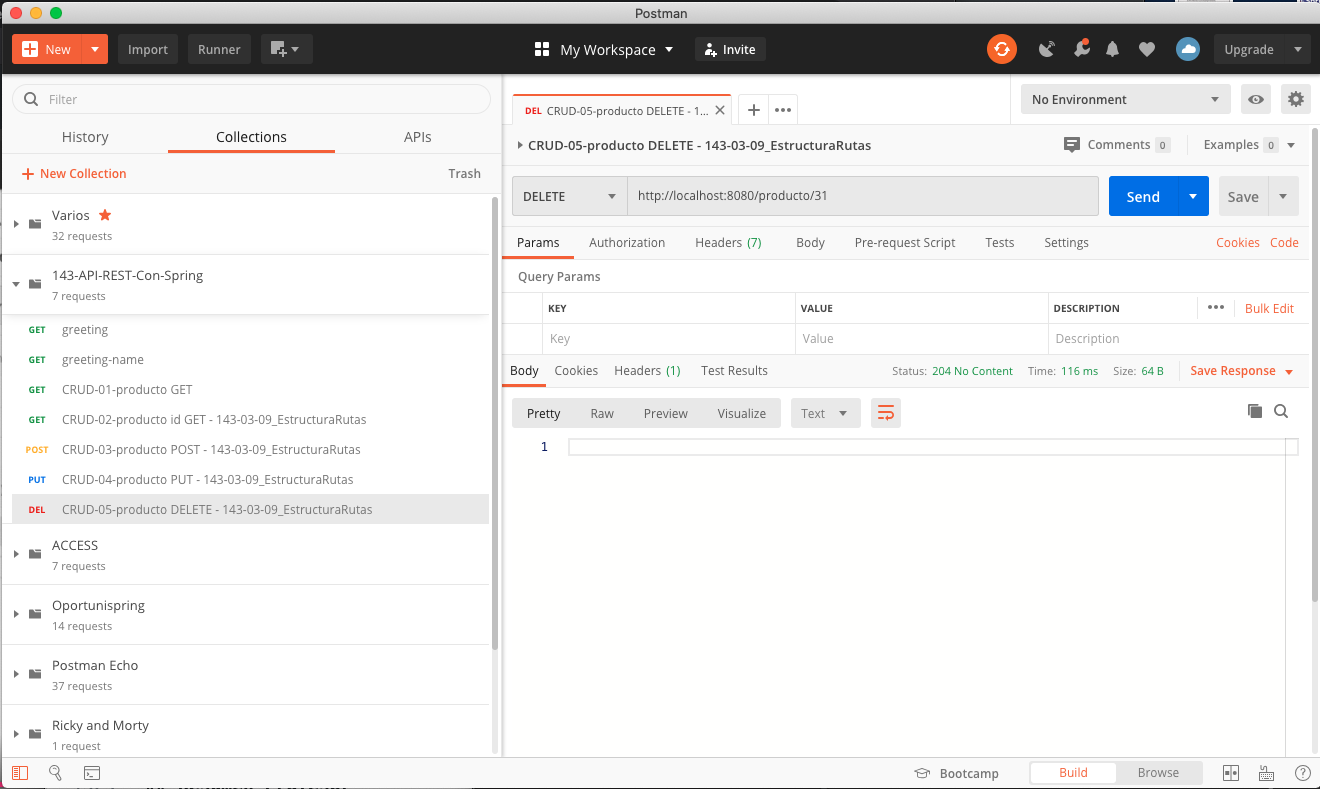 Postman
New
Import
Runner
My Workspace
Invite
Upgrade
Filter
History
Collections
APIs
New Collection
Trash
Varios
32 requests
143-API-REST-Con-Spring
7 requests
GET greeting
GET greeting-name
GET CRUD-01-producto GET
GET CRUD-02-producto id GET - 143-03-09_EstructuraRutas
POST CRUD-03-producto POST - 143-03-09_EstructuraRutas
PUT CRUD-04-producto PUT - 143-03-09_EstructuraRutas
DEL CRUD-05-producto DELETE - 143-03-09_EstructuraRutas
ACCESS
7 requests
Oportunispring
14 requests
Postman Echo
37 requests
Ricky and Morty
1 request
DEL CRUD-05-producto DELETE - 1...
No Environment
CRUD-05-producto DELETE - 143-03-09_EstructuraRutas
Comments 0
Examples 0
DELETE
http://localhost:8080/producto/31
Send
Save
Params Authorization Headers (7) Body Pre-request Script Tests Settings
Cookies Code
Query Params
KEY VALUE DESCRIPTION
Bulk Edit
Key Value Description
Body Cookies Headers (1) Test Results
Status: 204 No Content Time: 116 ms Size: 64 B
Save Response
Pretty Raw Preview Visualize
Text
1
Bootcamp
Build
Browse